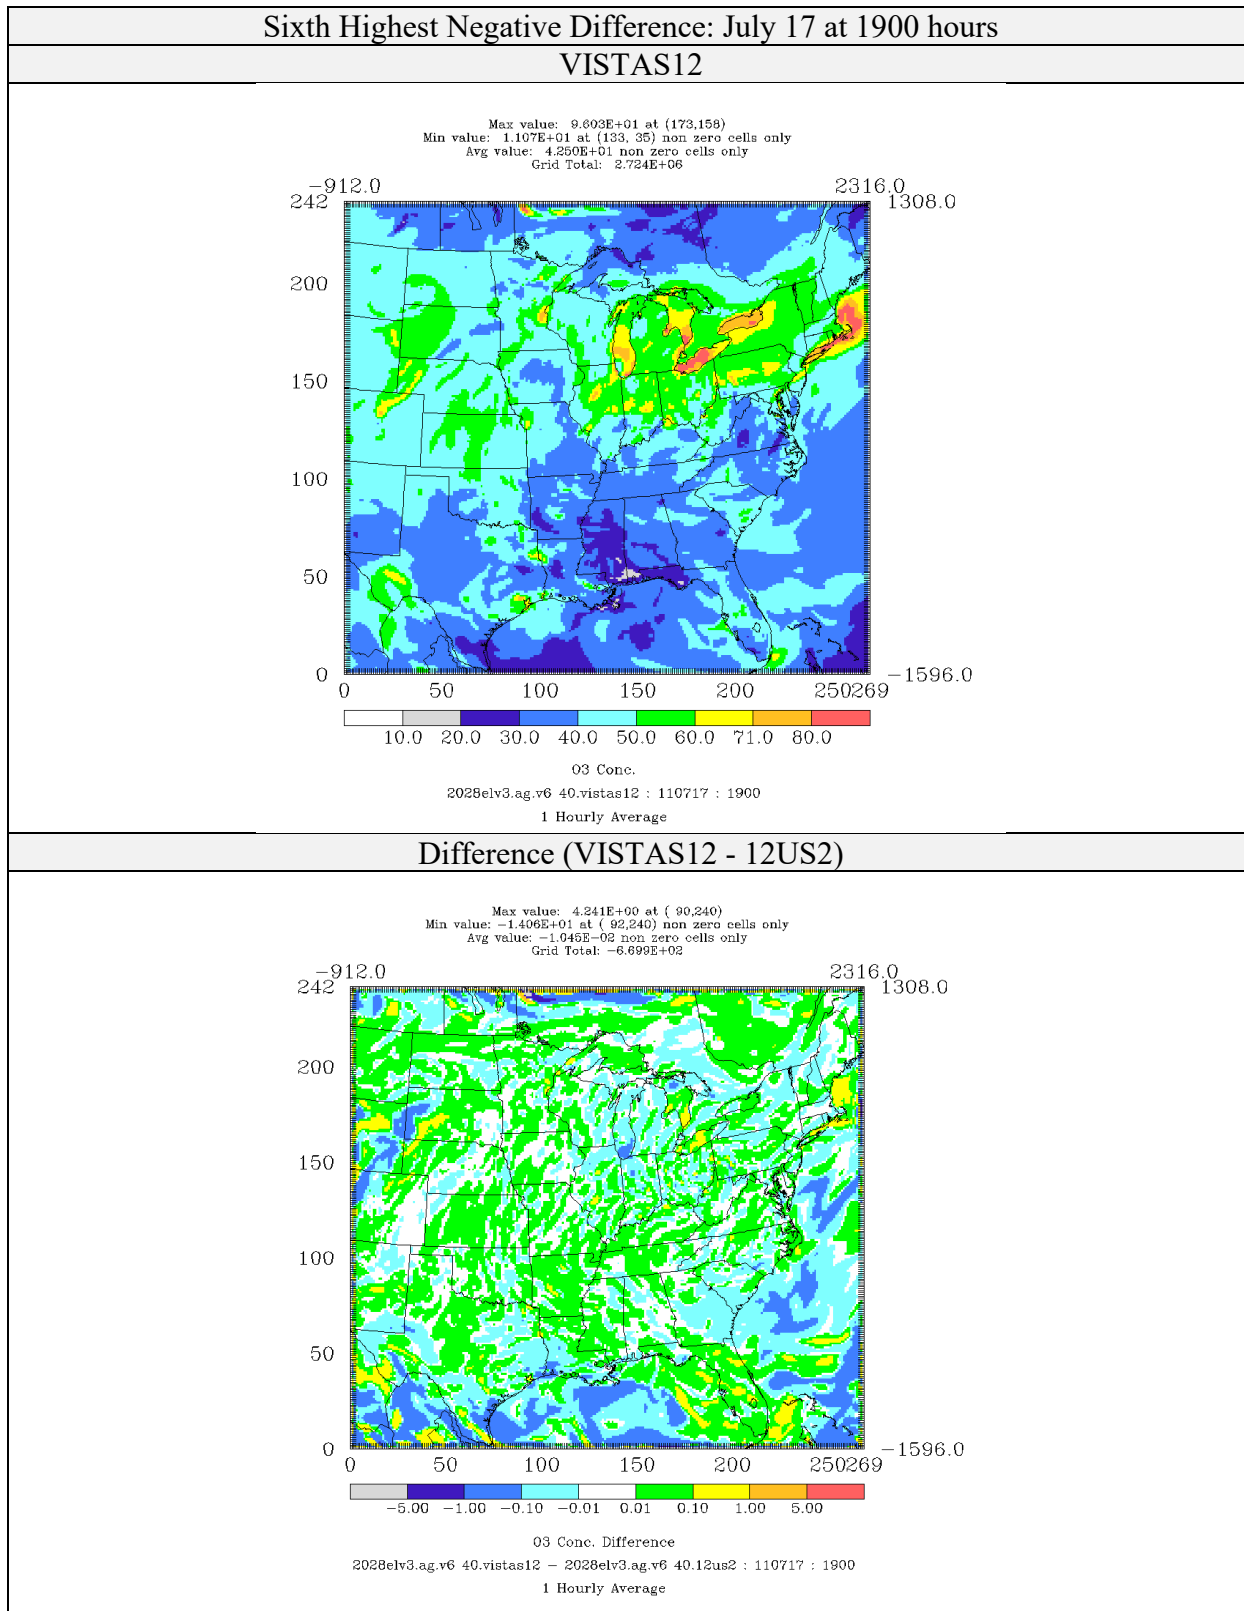 Sixth Highest Negative Difference: July 17 at 1900 hours
VISTAS12
Max value: 9.603E+01 at (173,158)
Min value: 1.107E+01 at (133, 35) non zero cells only
Avg value: 4.250E+01 non zero cells only
Grid Total: 2.724E+06
-912.0 2316.0
242 1308.0
200
150
100
50
0 -1596.0
0 50 100 150 200 250269
10.0 20.0 30.0 40.0 50.0 60.0 71.0 80.0
O3 Conc.
2028elv3.ag.v6 40.vistas12 : 110717 : 1900
1 Hourly Average
Difference (VISTAS12 - 12US2)
Max value: 4.241E+00 at ( 90,240)
Min value: -1.406E+01 at ( 92,240) non zero cells only
Avg value: -1.045E-02 non zero cells only
Grid Total: -6.699E+02
-912.0 2316.0
242 1308.0
200
150
100
50
0 -1596.0
0 50 100 150 200 250269
-5.00 -1.00 -0.10 -0.01 0.01 0.10 1.00 5.00
O3 Conc. Difference
2028elv3.ag.v6 40.vistas12 - 2028elv3.ag.v6 40.12us2 : 110717 : 1900
1 Hourly Average